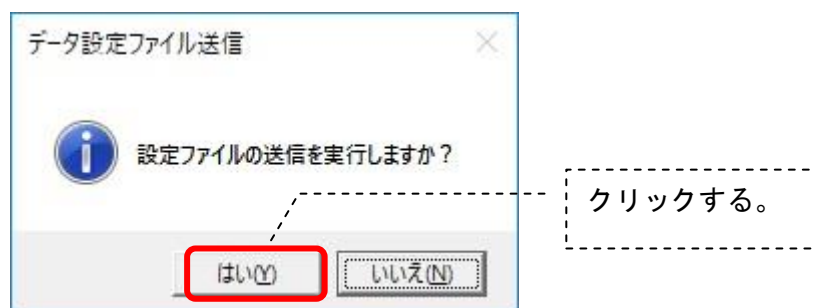 データ設定ファイル送信
設定ファイルの送信を実行しますか?
クリックする。
はい(Y)
いいえ(N)